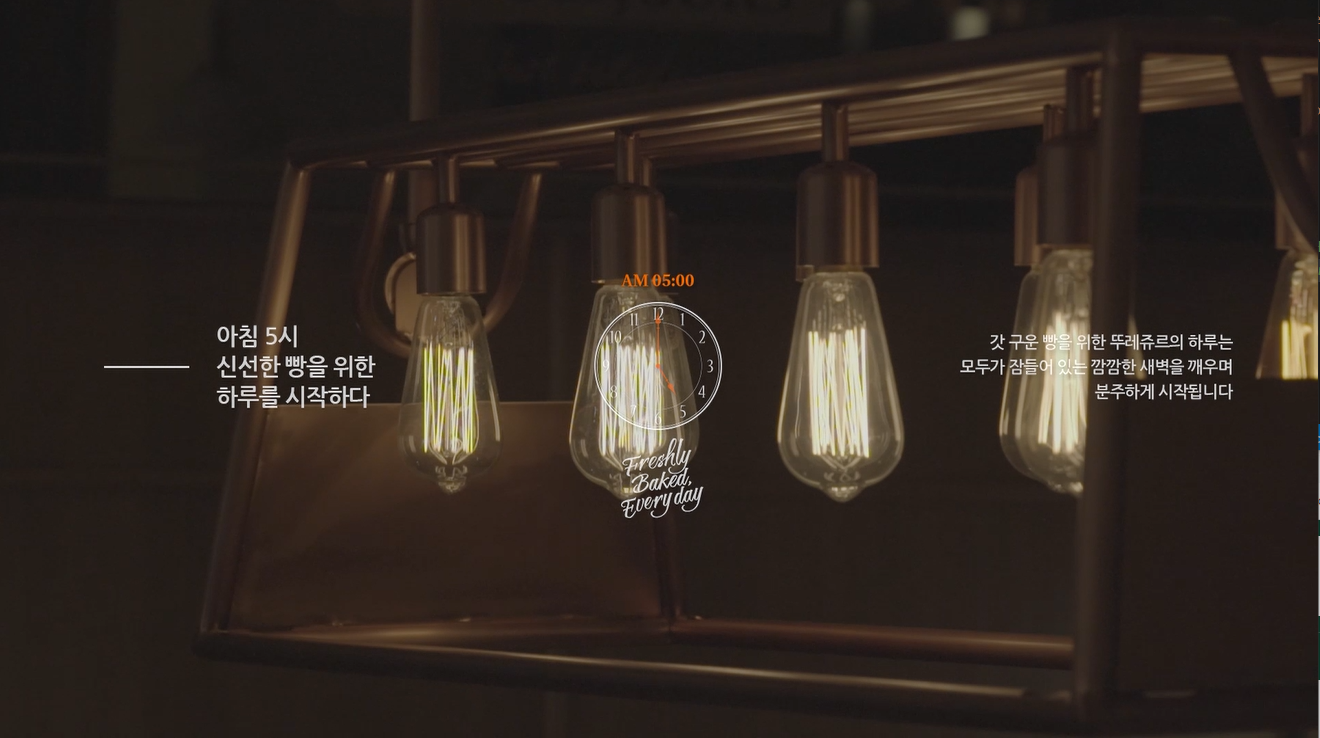 아침 5시
신선한 빵을 위한
하루를 시작하다
AM 05:00
12
1
2
3
4
5
6
7
8
9
10
11
Freshly
Baked,
Every day
갓 구운 빵을 위한 뚜레쥬르의 하루는
모두가 잠들어 있는 깜깜한 새벽을 깨우며
분주하게 시작됩니다